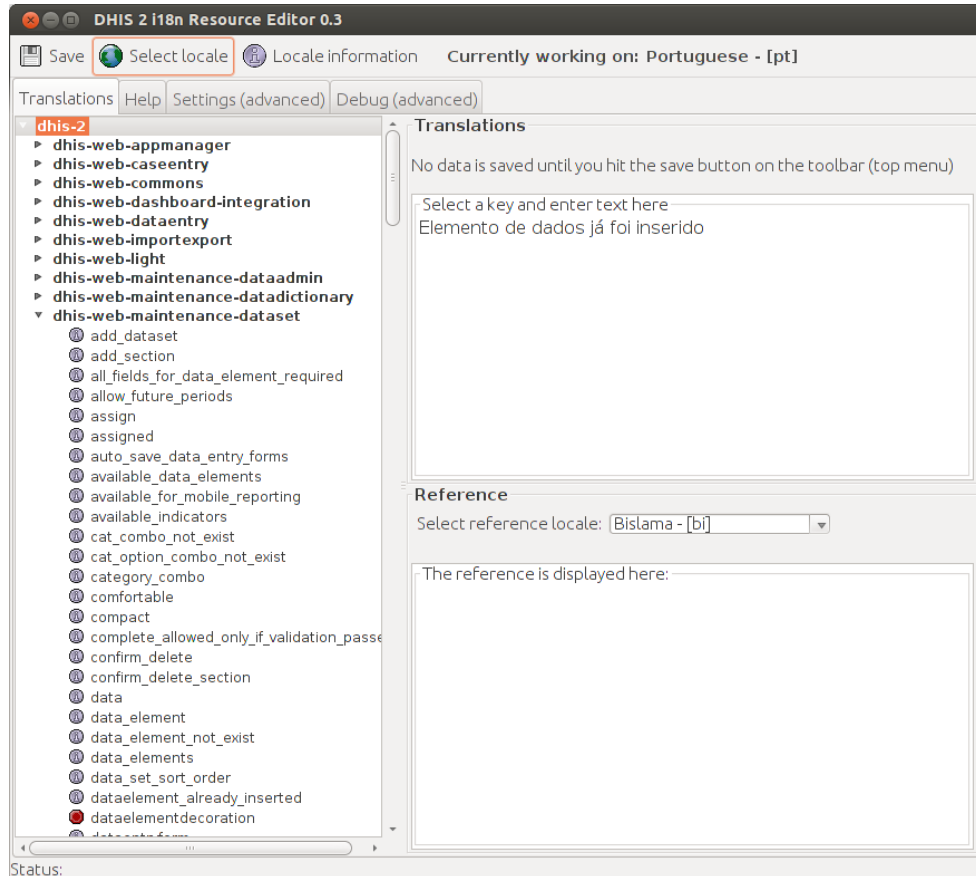 DHIS 2 i18n Resource Editor 0.3
Save Select locale Locale information Currently working on: Portuguese - [pt]
Translations Help Settings (advanced) Debug (advanced)
dhis-2
dhis-web-appmanager
dhis-web-caseentry
dhis-web-commons
dhis-web-dashboard-integration
dhis-web-dataentry
dhis-web-importexport
dhis-web-light
dhis-web-maintenance-dataadmin
dhis-web-maintenance-datadictionary
dhis-web-maintenance-dataset
add_dataset
add_section
all_fields_for_data_element_required
allow_future_periods
assign
assigned
auto_save_data_entry_forms
available_data_elements
available_for_mobile_reporting
available_indicators
cat_combo_not_exist
cat_option_combo_not_exist
category_combo
comfortable
compact
complete_allowed_only_if_validation_passe
confirm_delete
confirm_delete_section
data
data_element
data_element_not_exist
data_elements
data_set_sort_order
dataelement_already_inserted
dataelementdecoration
Translations
No data is saved until you hit the save button on the toolbar (top menu)
Select a key and enter text here
Elemento de dados já foi inserido
Reference
Select reference locale: Bislama - [bi]
The reference is displayed here:
Status: